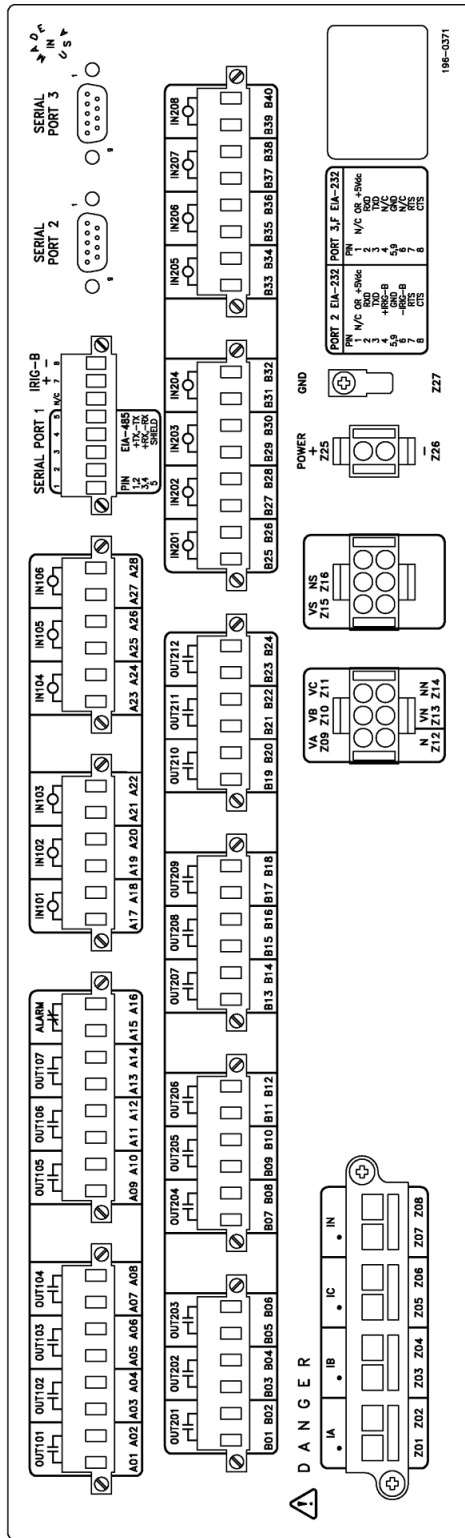 OUT101 OUT102 OUT103 OUT104
A01 A02 A03 A04 A05 A06 A07 A08
OUT105 OUT106 OUT107 ALARM
A09 A10 A11 A12 A13 A14 A15 A16
IN101 IN102 IN103
A17 A18 A19 A20 A21 A22
IN104 IN105 IN106
A23 A24 A25 A26 A27 A28
SERIAL PORT 1 IRIG-B
+ −
1 2 3 4 5 N/C 7 8
PIN EIA-485
1,2 +TX,-TX
3,4 +RX,-RX
5 SHIELD
SERIAL
PORT 2
1
9
SERIAL
PORT 3
1
9
MADE
IN
USA
OUT201 OUT202 OUT203
B01 B02 B03 B04 B05 B06
OUT204 OUT205 OUT206
B07 B08 B09 B10 B11 B12
OUT207 OUT208 OUT209
B13 B14 B15 B16 B17 B18
OUT210 OUT211 OUT212
B19 B20 B21 B22 B23 B24
IN201 IN202 IN203 IN204
B25 B26 B27 B28 B29 B30 B31 B32
IN205 IN206 IN207 IN208
B33 B34 B35 B36 B37 B38 B39 B40
! DANGER
IA IB IC IN
Z01 Z02 Z03 Z04 Z05 Z06 Z07 Z08
VA VB VC
Z09 Z10 Z11
N VN NN
Z12 Z13 Z14
VS NS
Z15 Z16
POWER
+
Z25
−
Z26
GND
Z27
PORT 2 EIA-232
PIN
1 N/C OR +5Vdc
2 RXD
3 TXD
4 +IRIG-B
5,9 GND
6 -IRIG-B
7 RTS
8 CTS
PORT 3,F EIA-232
PIN
1 N/C OR +5Vdc
2 RXD
3 TXD
4 N/C
5,9 GND
6 N/C
7 RTS
8 CTS
196-0371